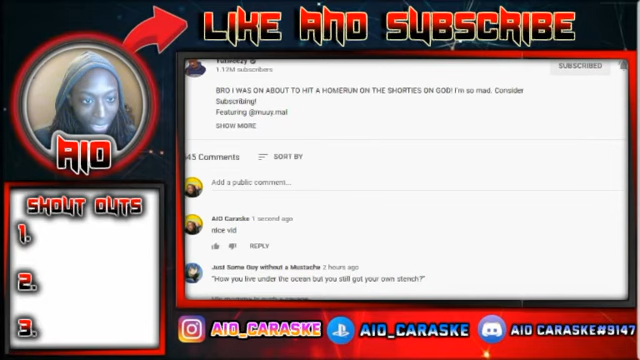 LIKE AND SUBSCRIBE
1.12M subscribers
SUBSCRIBED
BRO I WAS ON ABOUT TO HIT A HOMERUN ON THE SHORTIES ON GOD! I'm so mad. Consider
Subscribing!
Featuring @muuy.mal
SHOW MORE
Comments
SORT BY
Add a public comment...
AIO Caraske 1 second ago
nice vid
REPLY
Just Some Guy without a Mustache 2 hours ago
"How you live under the ocean but you still got your own stench?"
AIO
SHOUT OUTS
1.
2.
3.
AIO_CARASKE
AIO_CARASKE
AIO CARASKE#9147